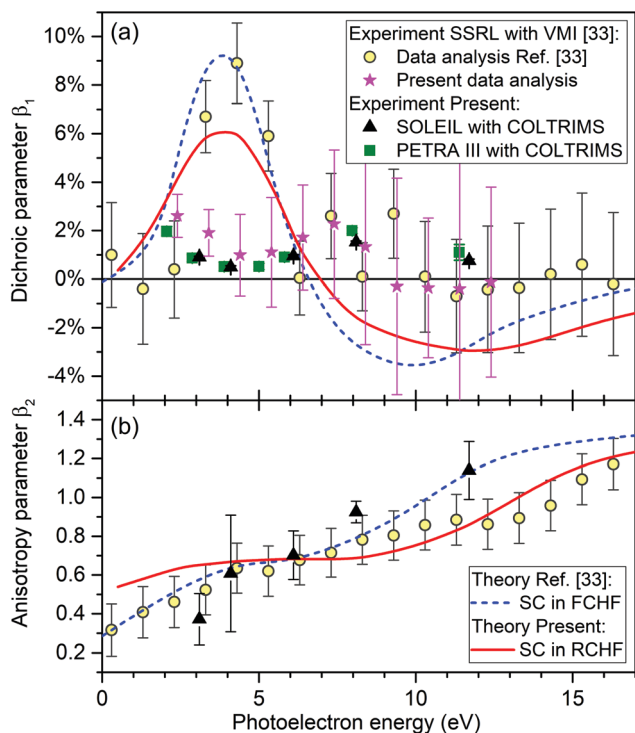 (a)
Experiment SSRL with VMI [33]:
Data analysis Ref. [33]
Present data analysis
Experiment Present:
SOLEIL with COLTRIMS
PETRA III with COLTRIMS
Dichroic parameter β1
10%
8%
6%
4%
2%
0%
-2%
-4%
(b)
Anisotropy parameter β2
1.4
1.2
1.0
0.8
0.6
0.4
0.2
Theory Ref. [33]:
SC in FCHF
Theory Present:
SC in RCHF
0 5 10 15
Photoelectron energy (eV)